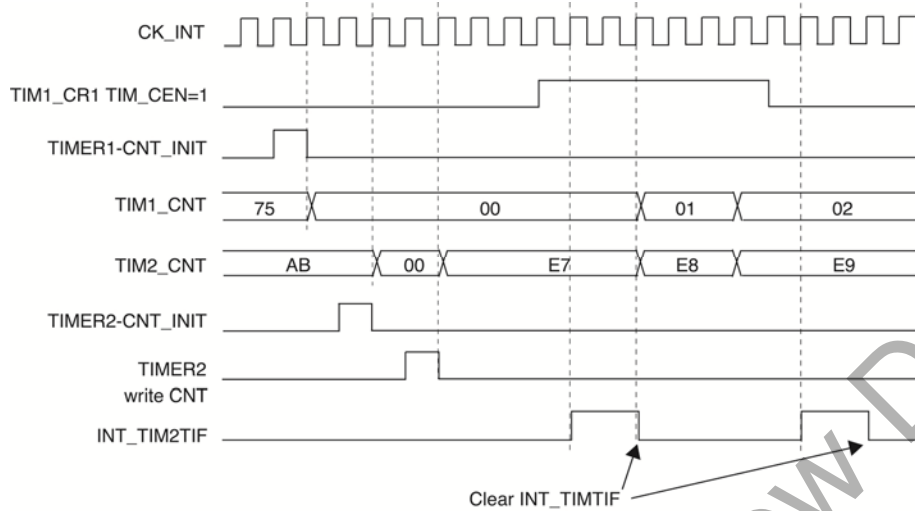 CK_INT
TIM1_CR1 TIM_CEN=1
TIMER1-CNT_INIT
TIM1_CNT 75 00 01 02
TIM2_CNT AB 00 E7 E8 E9
TIMER2-CNT_INIT
TIMER2
write CNT
INT_TIM2TIF
Clear INT_TIMTIF